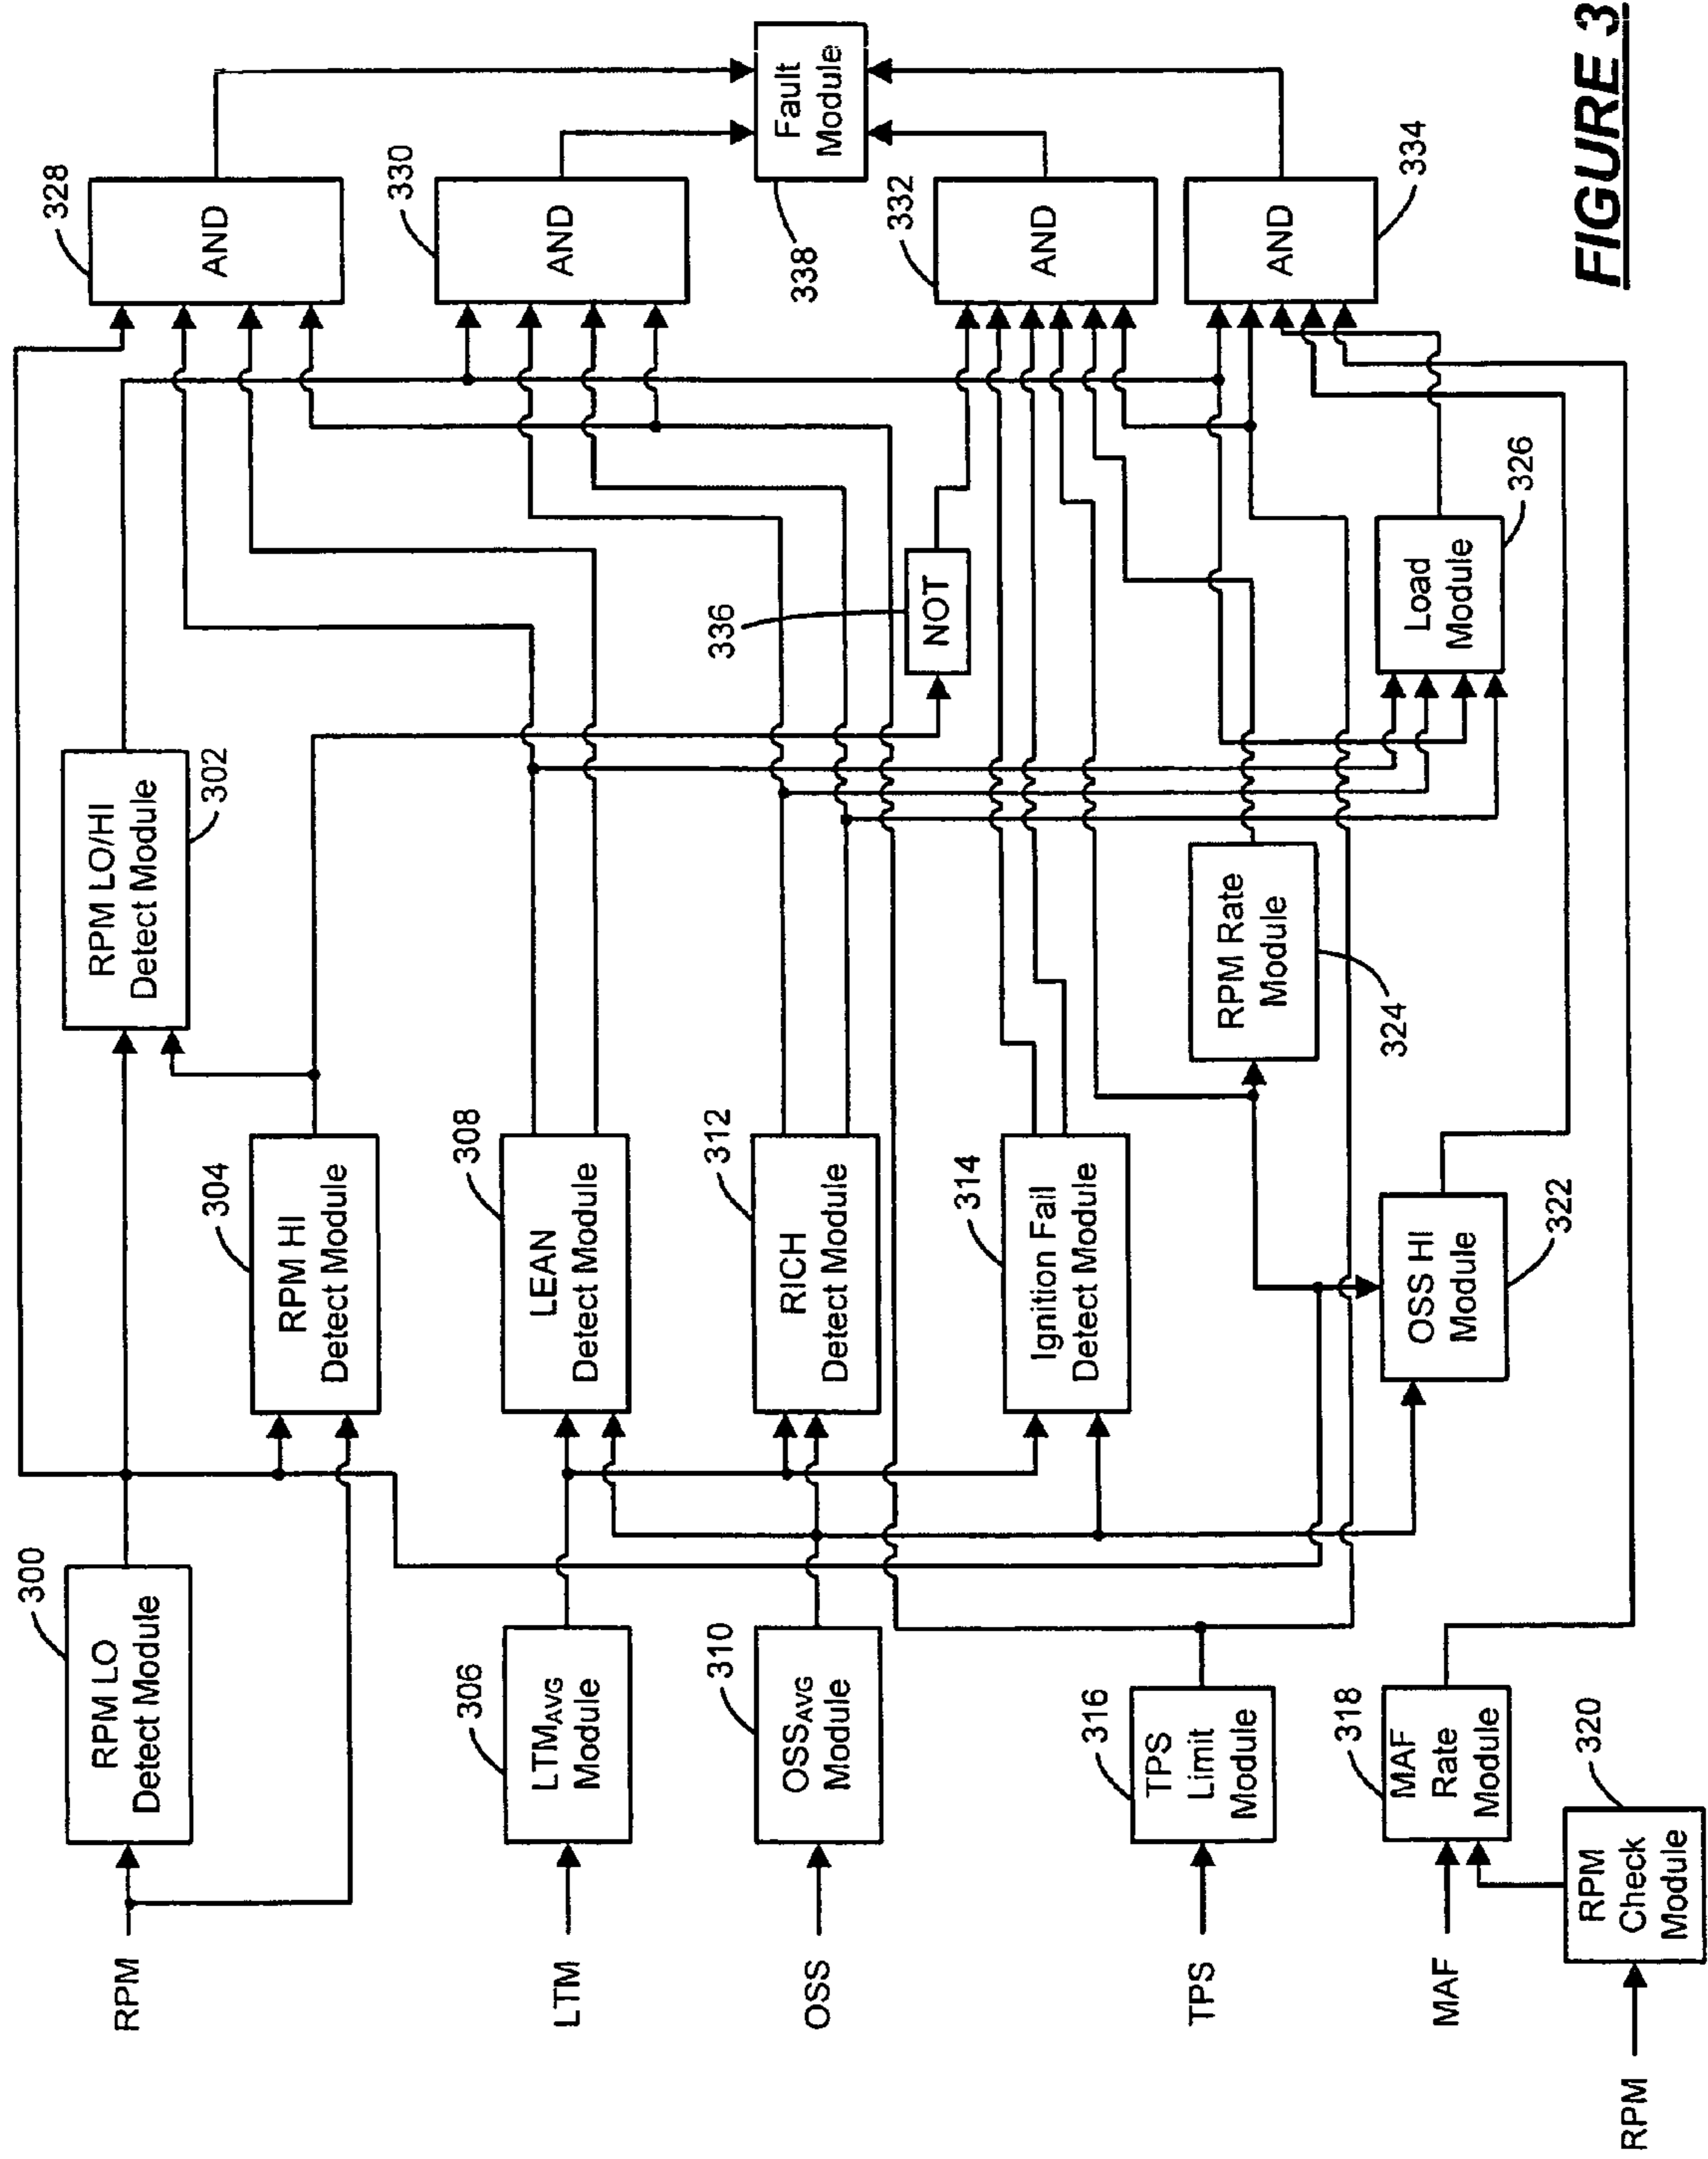 RPM
300
RPM LO
Detect Module
304
RPM HI
Detect Module
RPM LO/HI
Detect Module
302
328
AND
LTM
306
LTMAVG
Module
308
LEAN
Detect Module
330
AND
OSS
310
OSSAVG
Module
312
RICH
Detect Module
336
NOT
338
Fault
Module
314
Ignition Fail
Detect Module
332
AND
TPS
316
TPS
Limit
Module
RPM Rate
Module
324
AND
334
MAF
318
MAF
Rate
Module
OSS HI
Module
322
Load
Module
326
RPM
320
RPM
Check
Module
FIGURE 3